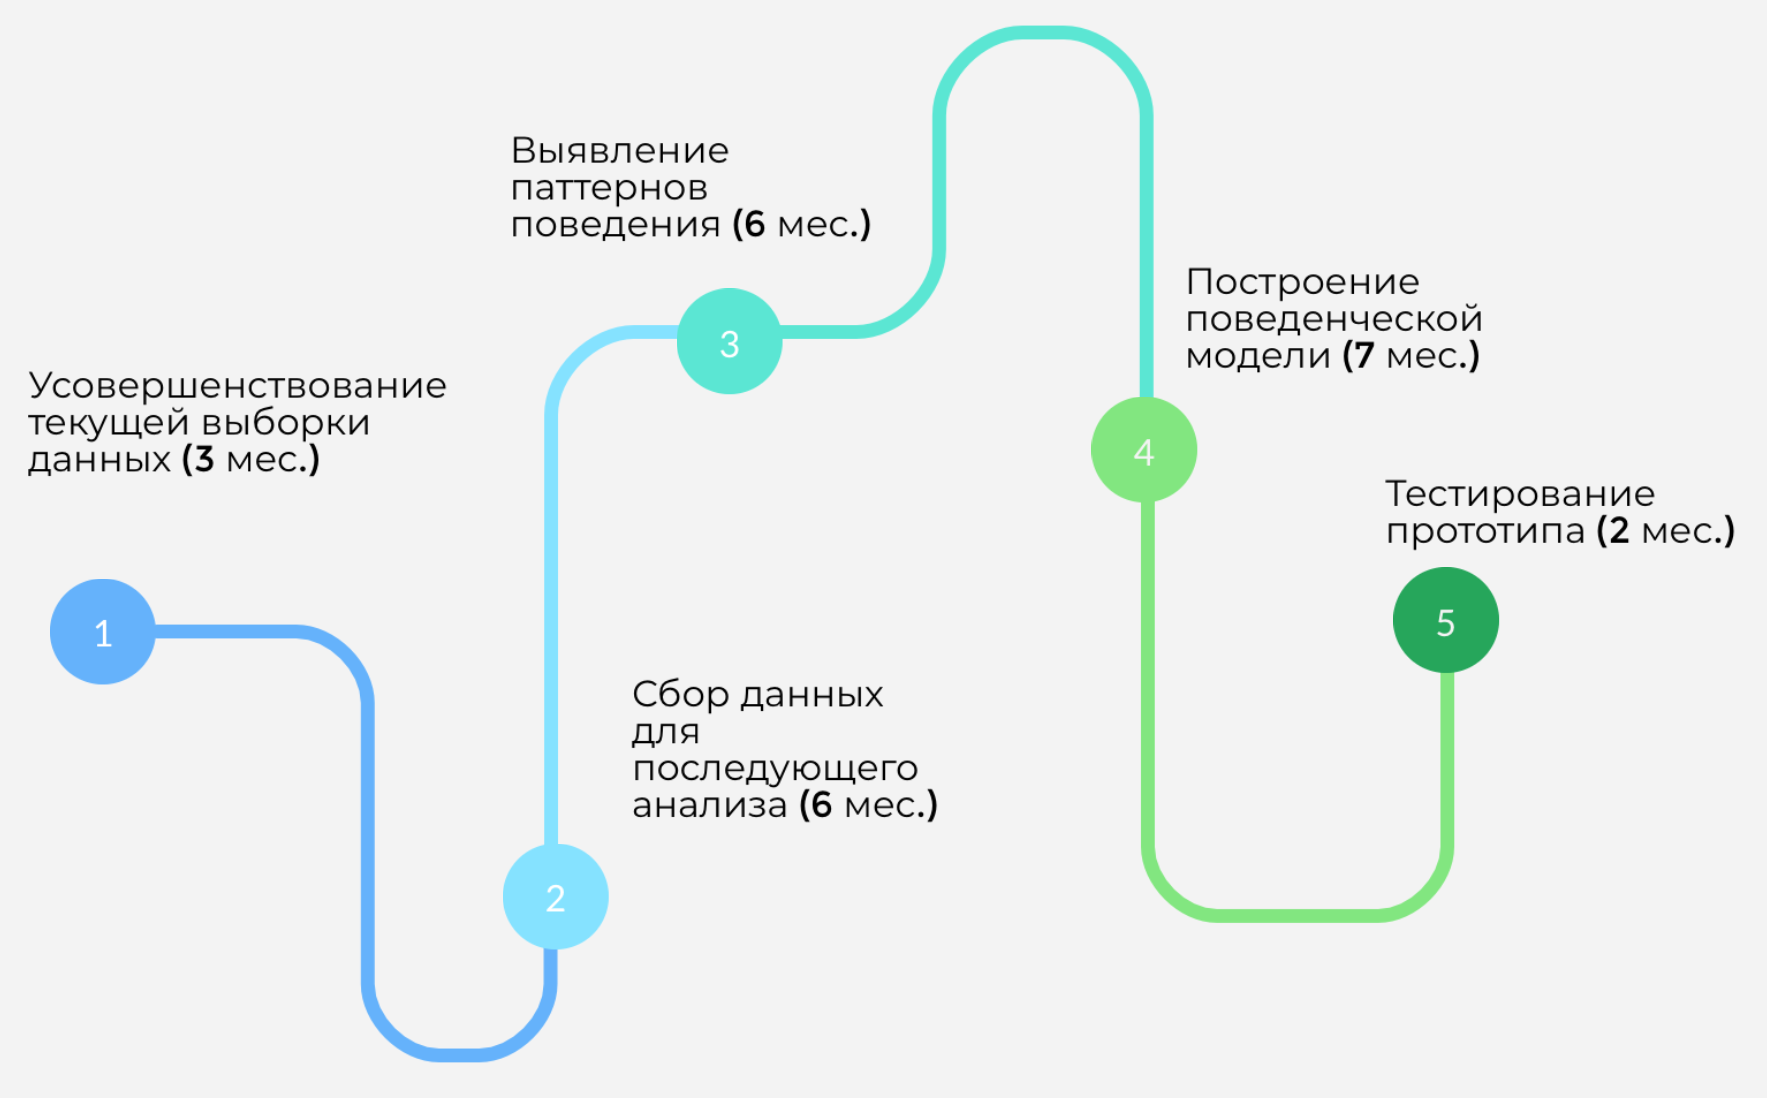 Усовершенствование
текущей выборки
данных (3 мес.)
1
Сбор данных
для
последующего
анализа (6 мес.)
2
Выявление
паттернов
поведения (6 мес.)
3
Построение
поведенческой
модели (7 мес.)
4
Тестирование
прототипа (2 мес.)
5